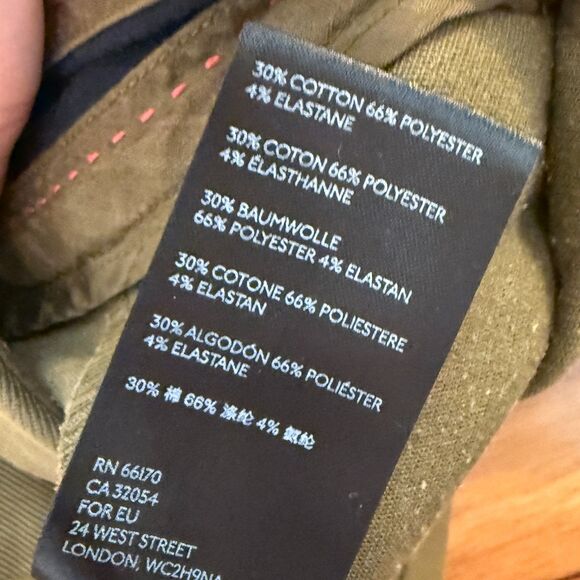 30% COTTON 66% POLYESTER
4% ELASTANE
30% COTON 66% POLYESTER
4% ÉLASTHANNE
30% BAUMWOLLE
66% POLYESTER 4% ELASTAN
30% COTONE 66% POLIESTERE
4% ELASTAN
30% ALGODÓN 66% POLIÉSTER
4% ELASTANE
30% 棉 66% 涤纶 4% 氨纶
RN 66170
CA 32054
FOR EU
24 WEST STREET
LONDON, WC2H9NA